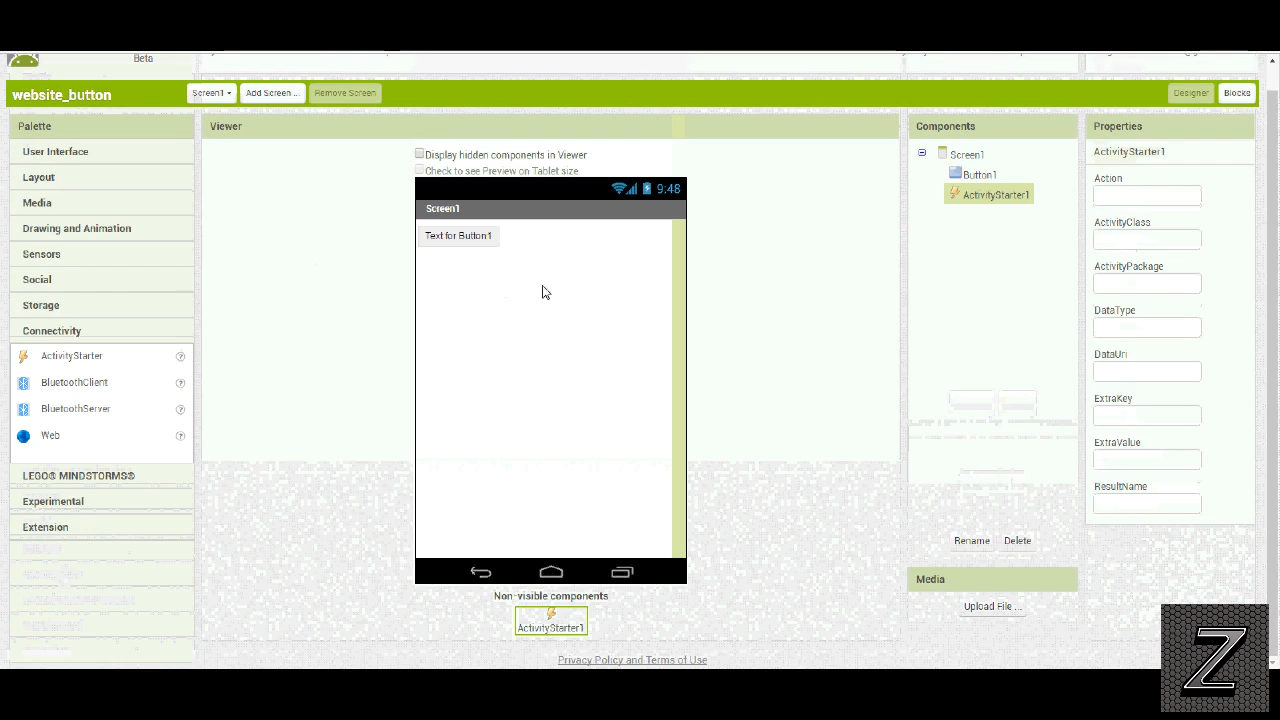 Beta
website_button
Screen1
Add Screen ...
Remove Screen
Designer
Blocks
Palette
Viewer
Components
Properties
User Interface
Layout
Media
Drawing and Animation
Sensors
Social
Storage
Connectivity
ActivityStarter
BluetoothClient
BluetoothServer
Web
LEGO® MINDSTORMS®
Experimental
Extension
Display hidden components in Viewer
Check to see Preview on Tablet size.
9:48
Screen1
Text for Button1
Non-visible components
ActivityStarter1
Privacy Policy and Terms of Use
Screen1
Button1
ActivityStarter1
Rename
Delete
Media
Upload File ...
ActivityStarter1
Action
ActivityClass
ActivityPackage
DataType
DataUri
ExtraKey
ExtraValue
ResultName
Z